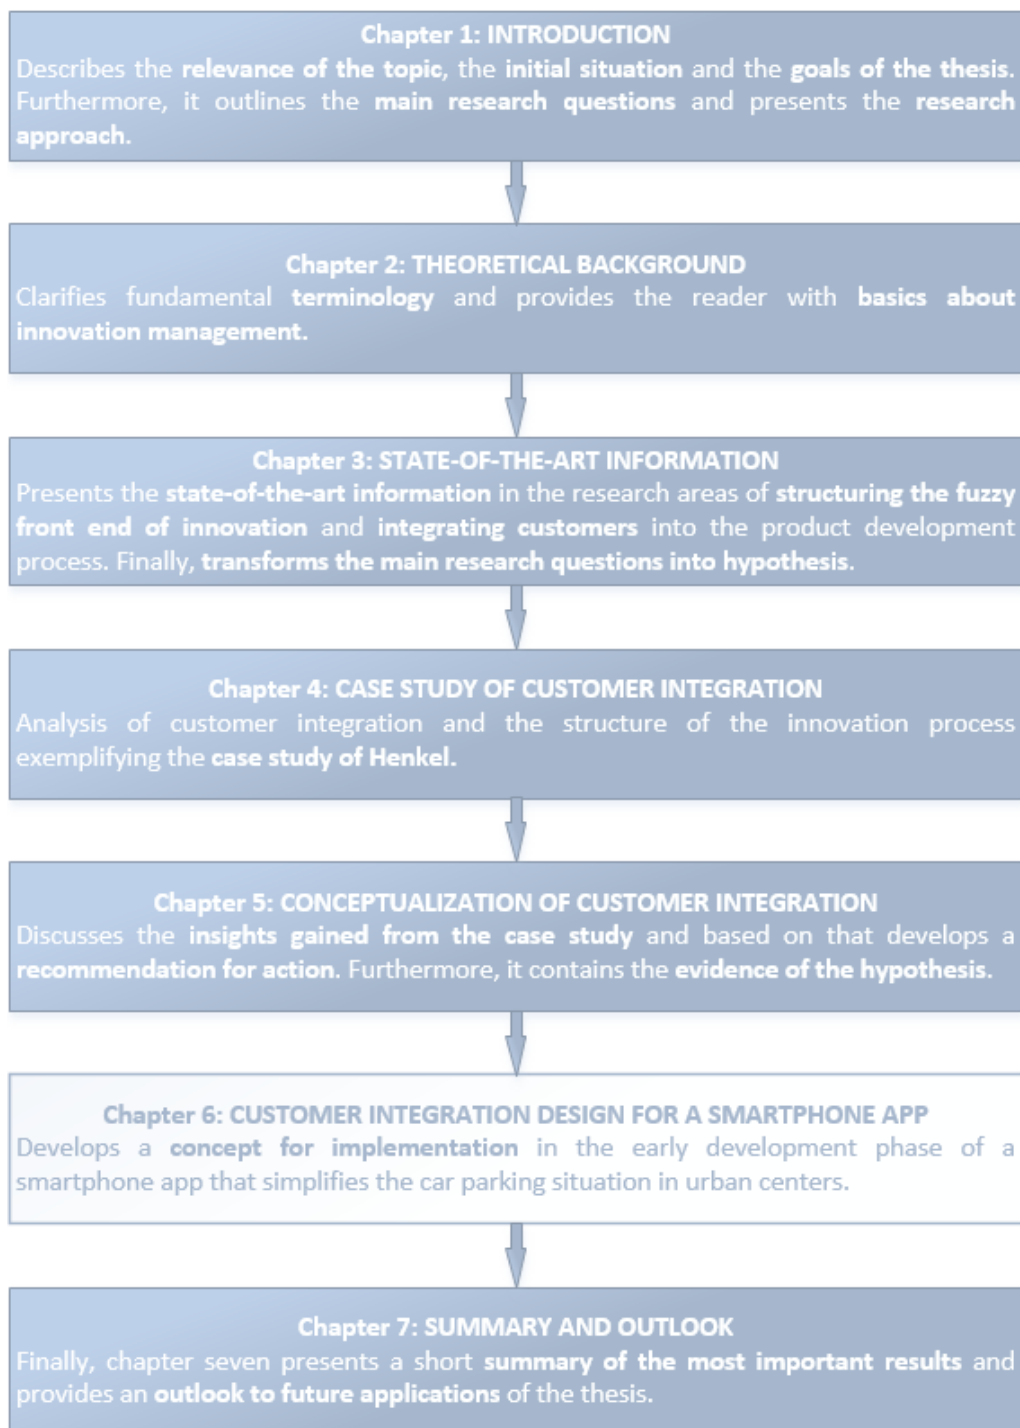 Chapter 1: INTRODUCTION
Describes the relevance of the topic, the initial situation and the goals of the thesis.
Furthermore, it outlines the main research questions and presents the research
approach.
Chapter 2: THEORETICAL BACKGROUND
Clarifies fundamental terminology and provides the reader with basics about
innovation management.
Chapter 3: STATE-OF-THE-ART INFORMATION
Presents the state-of-the-art information in the research areas of structuring the fuzzy
front end of innovation and integrating customers into the product development
process. Finally, transforms the main research questions into hypothesis.
Chapter 4: CASE STUDY OF CUSTOMER INTEGRATION
Analysis of customer integration and the structure of the innovation process
exemplifying the case study of Henkel.
Chapter 5: CONCEPTUALIZATION OF CUSTOMER INTEGRATION
Discusses the insights gained from the case study and based on that develops a
recommendation for action. Furthermore, it contains the evidence of the hypothesis.
Chapter 6: CUSTOMER INTEGRATION DESIGN FOR A SMARTPHONE APP
Develops a concept for implementation in the early development phase of a
smartphone app that simplifies the car parking situation in urban centers.
Chapter 7: SUMMARY AND OUTLOOK
Finally, chapter seven presents a short summary of the most important results and
provides an outlook to future applications of the thesis.